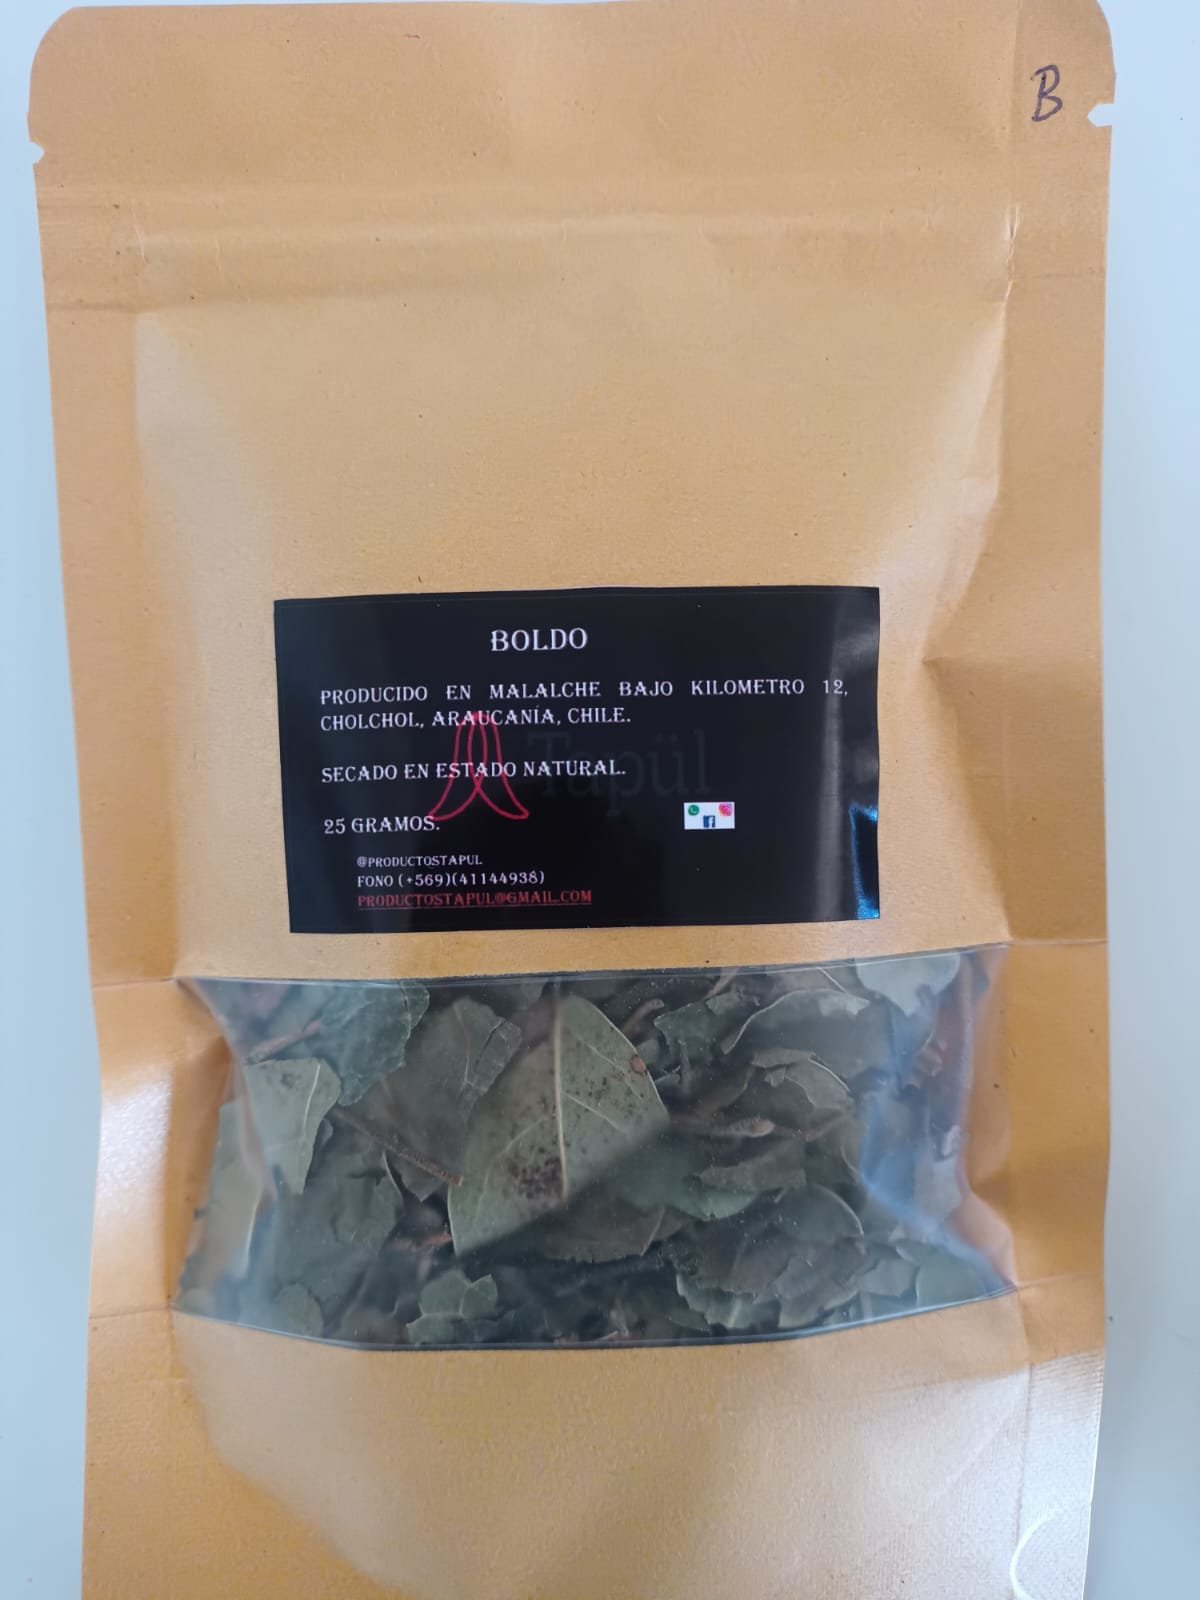 B
BOLDO
PRODUCIDO EN MALALCHE BAJO KILOMETRO 12,
CHOLCHOL, ARAUCANÍA, CHILE.
SECADO EN ESTADO NATURAL.
Tapül
25 GRAMOS.
@PRODUCTOSTAPUL
FONO (+569)(41144938)
PRODUCTOSTAPUL@GMAIL.COM